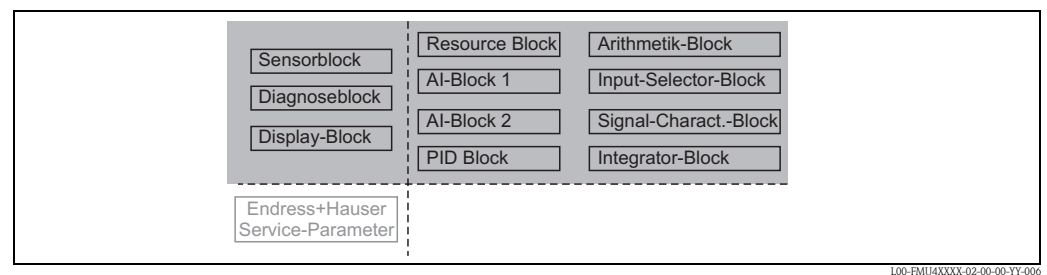 Sensorblock
Diagnoseblock
Display-Block
Resource Block
AI-Block 1
AI-Block 2
PID Block
Arithmetik-Block
Input-Selector-Block
Signal-Charact.-Block
Integrator-Block
Endress+Hauser
Service-Parameter
L00-FMU4XXXX-02-00-00-YY-006